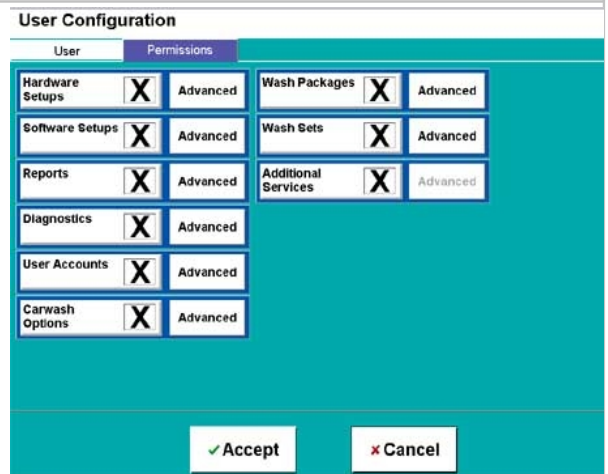 User Configuration
User Permissions
Hardware Setups X Advanced
Software Setups X Advanced
Reports X Advanced
Diagnostics X Advanced
User Accounts X Advanced
Carwash Options X Advanced
Wash Packages X Advanced
Wash Sets X Advanced
Additional Services X Advanced
✓ Accept ✗ Cancel